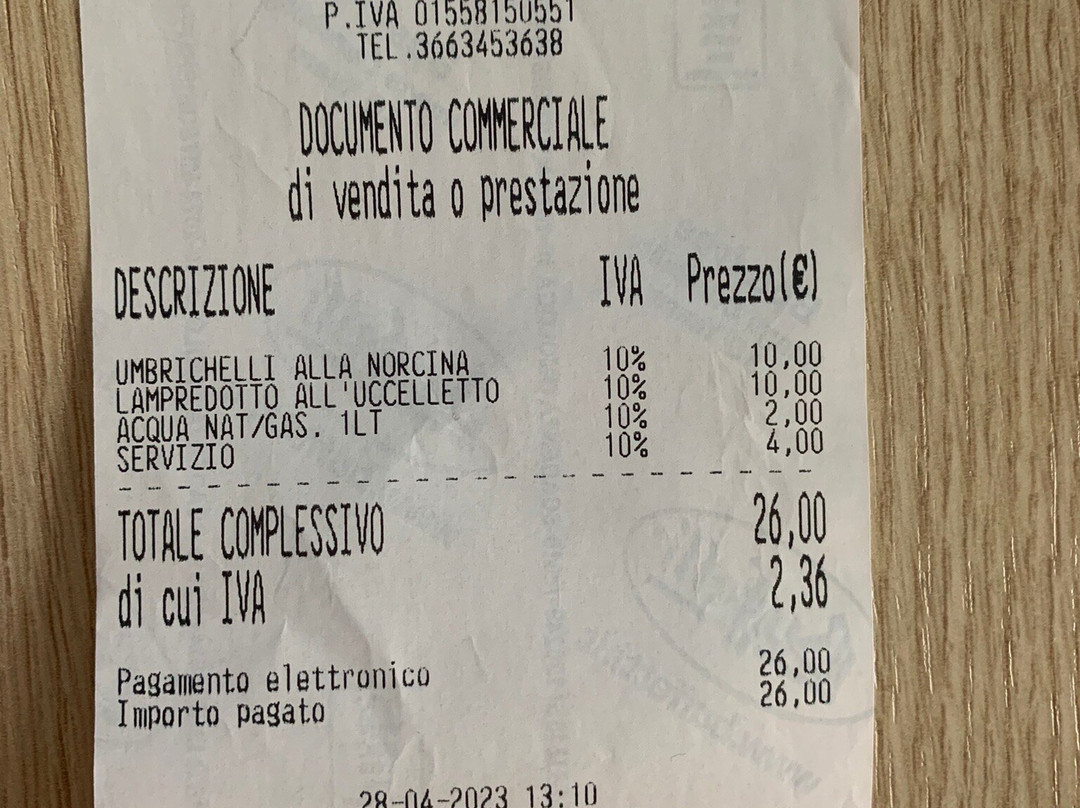 P.IVA 01558150551
TEL.3663453638
DOCUMENTO COMMERCIALE
di vendita o prestazione
DESCRIZIONE IVA Prezzo(€)
UMBRICHELLI ALLA NORCINA 10% 10,00
LAMPREDOTTO ALL'UCCELLETTO 10% 10,00
ACQUA NAT/GAS. 1LT 10% 2,00
SERVIZIO 10% 4,00
TOTALE COMPLESSIVO 26,00
di cui IVA 2,36
Pagamento elettronico 26,00
Importo pagato 26,00
28-04-2023 13:10